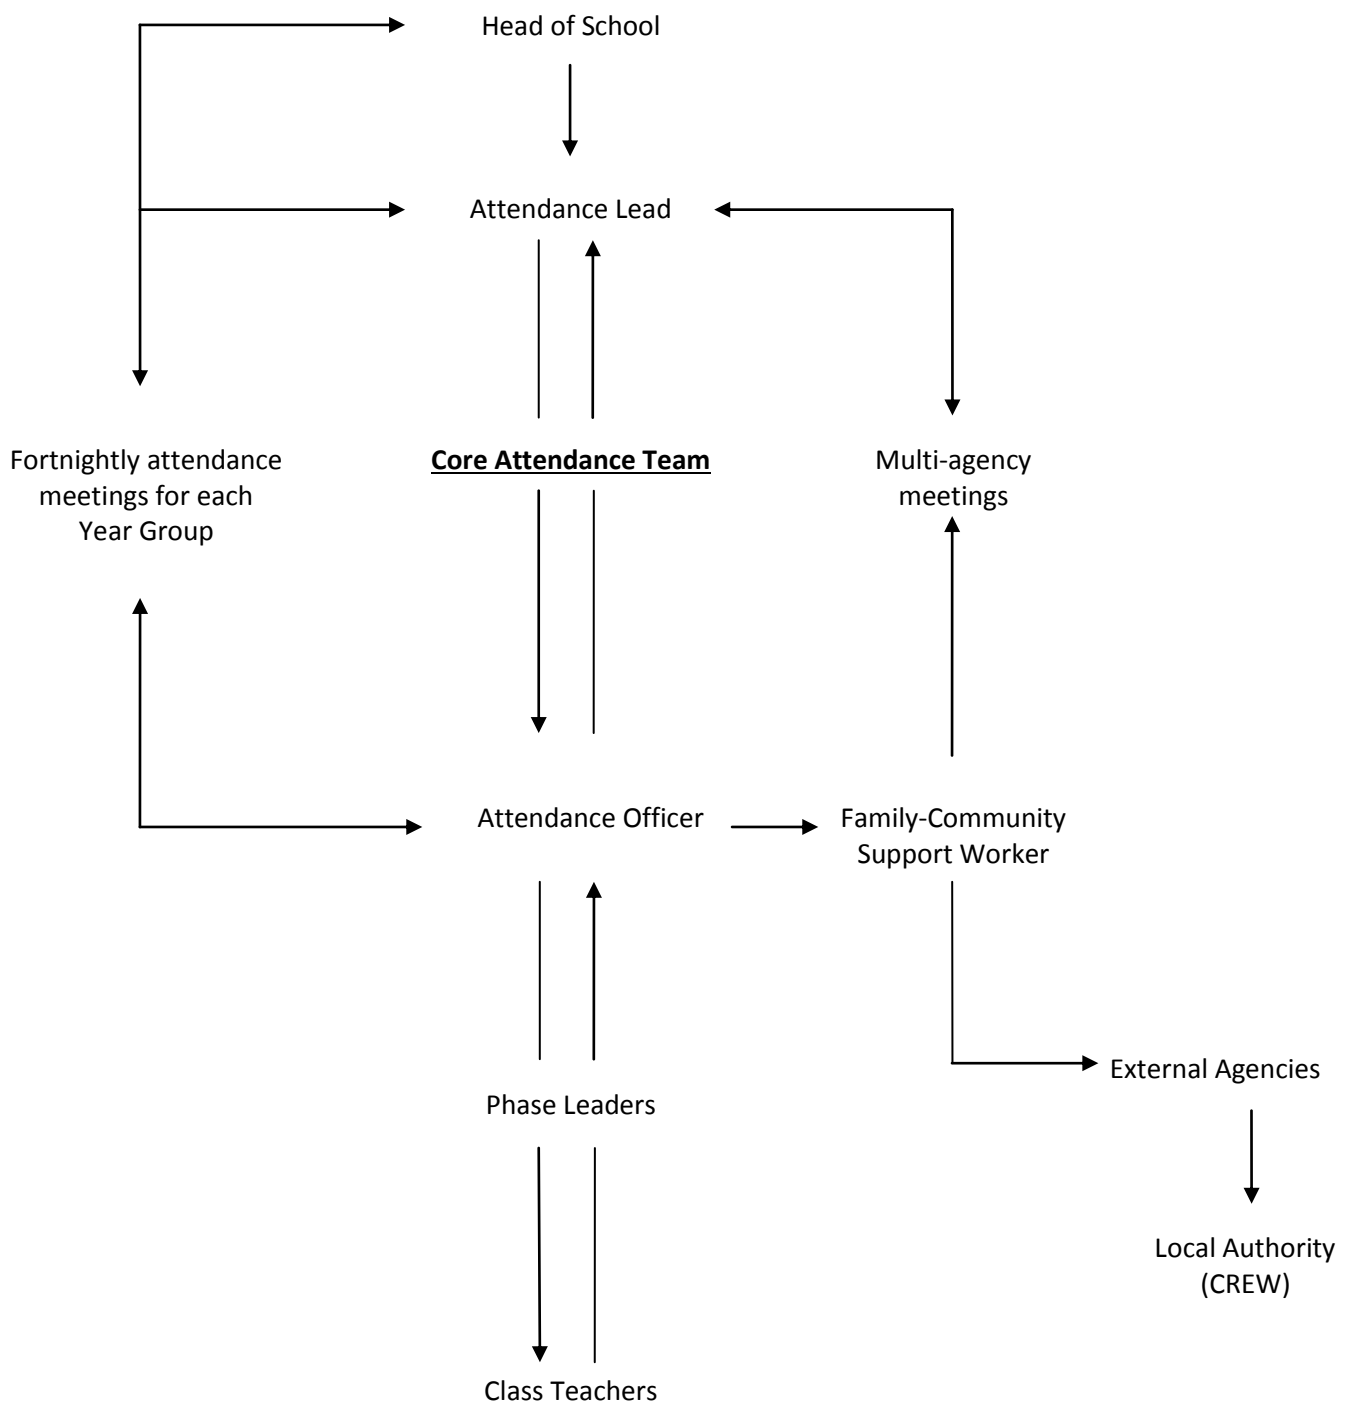 Head of School
Attendance Lead
Fortnightly attendance
meetings for each
Year Group
Core Attendance Team
Multi-agency
meetings
Attendance Officer
Family-Community
Support Worker
External Agencies
Phase Leaders
Local Authority
(CREW)
Class Teachers